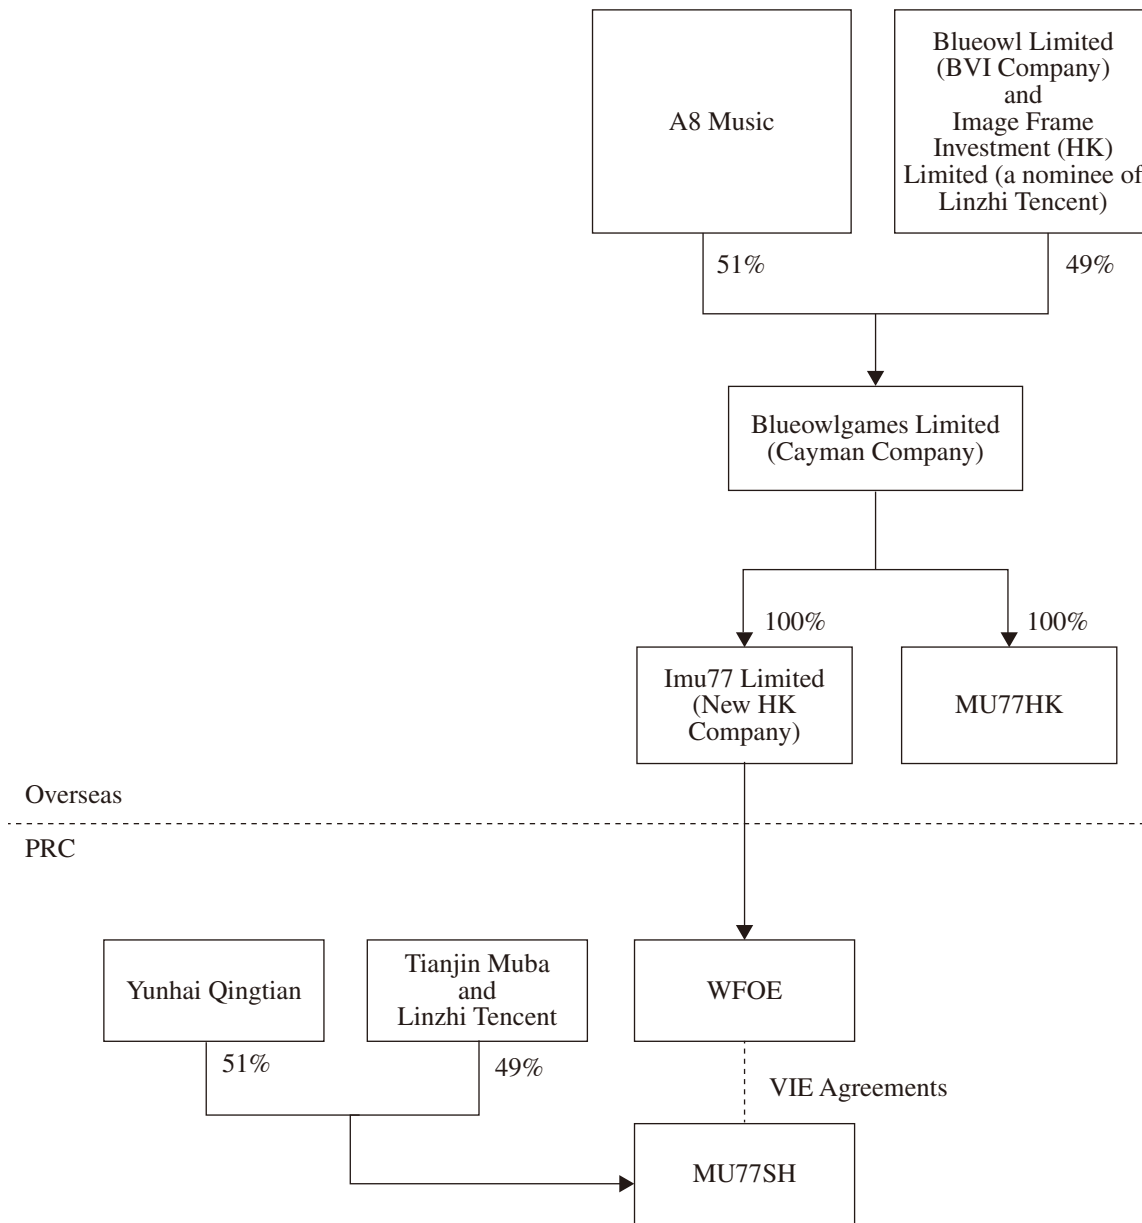 A8 Music
Blueowl Limited
(BVI Company)
and
Image Frame
Investment (HK)
Limited (a nominee of
Linzhi Tencent)
51%
49%
Blueowlgames Limited
(Cayman Company)
100%
100%
Imu77 Limited
(New HK
Company)
MU77HK
Overseas
PRC
Yunhai Qingtian
Tianjin Muba
and
Linzhi Tencent
WFOE
51%
49%
VIE Agreements
MU77SH